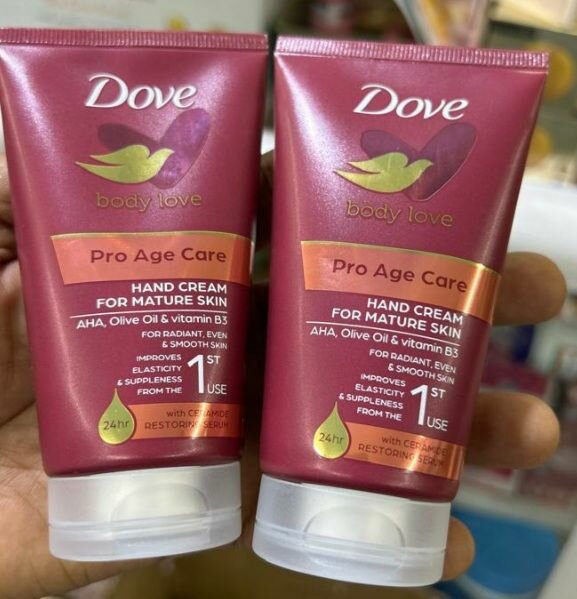 Dove
body love
Pro Age Care
HAND CREAM
FOR MATURE SKIN
AHA, Olive Oil & vitamin B3
FOR RADIANT, EVEN
& SMOOTH SKIN
IMPROVES
ELASTICITY
& SUPPLENESS
FROM THE
1ST
USE
24hr
with CERAMIDE
RESTORING SERUM
Dove
body love
Pro Age Care
HAND CREAM
FOR MATURE SKIN
AHA, Olive Oil & vitamin B3
FOR RADIANT, EVEN
& SMOOTH SKIN
IMPROVES
ELASTICITY
& SUPPLENESS
FROM THE
1ST
USE
24hr
with CERAMIDE
RESTORING SERUM